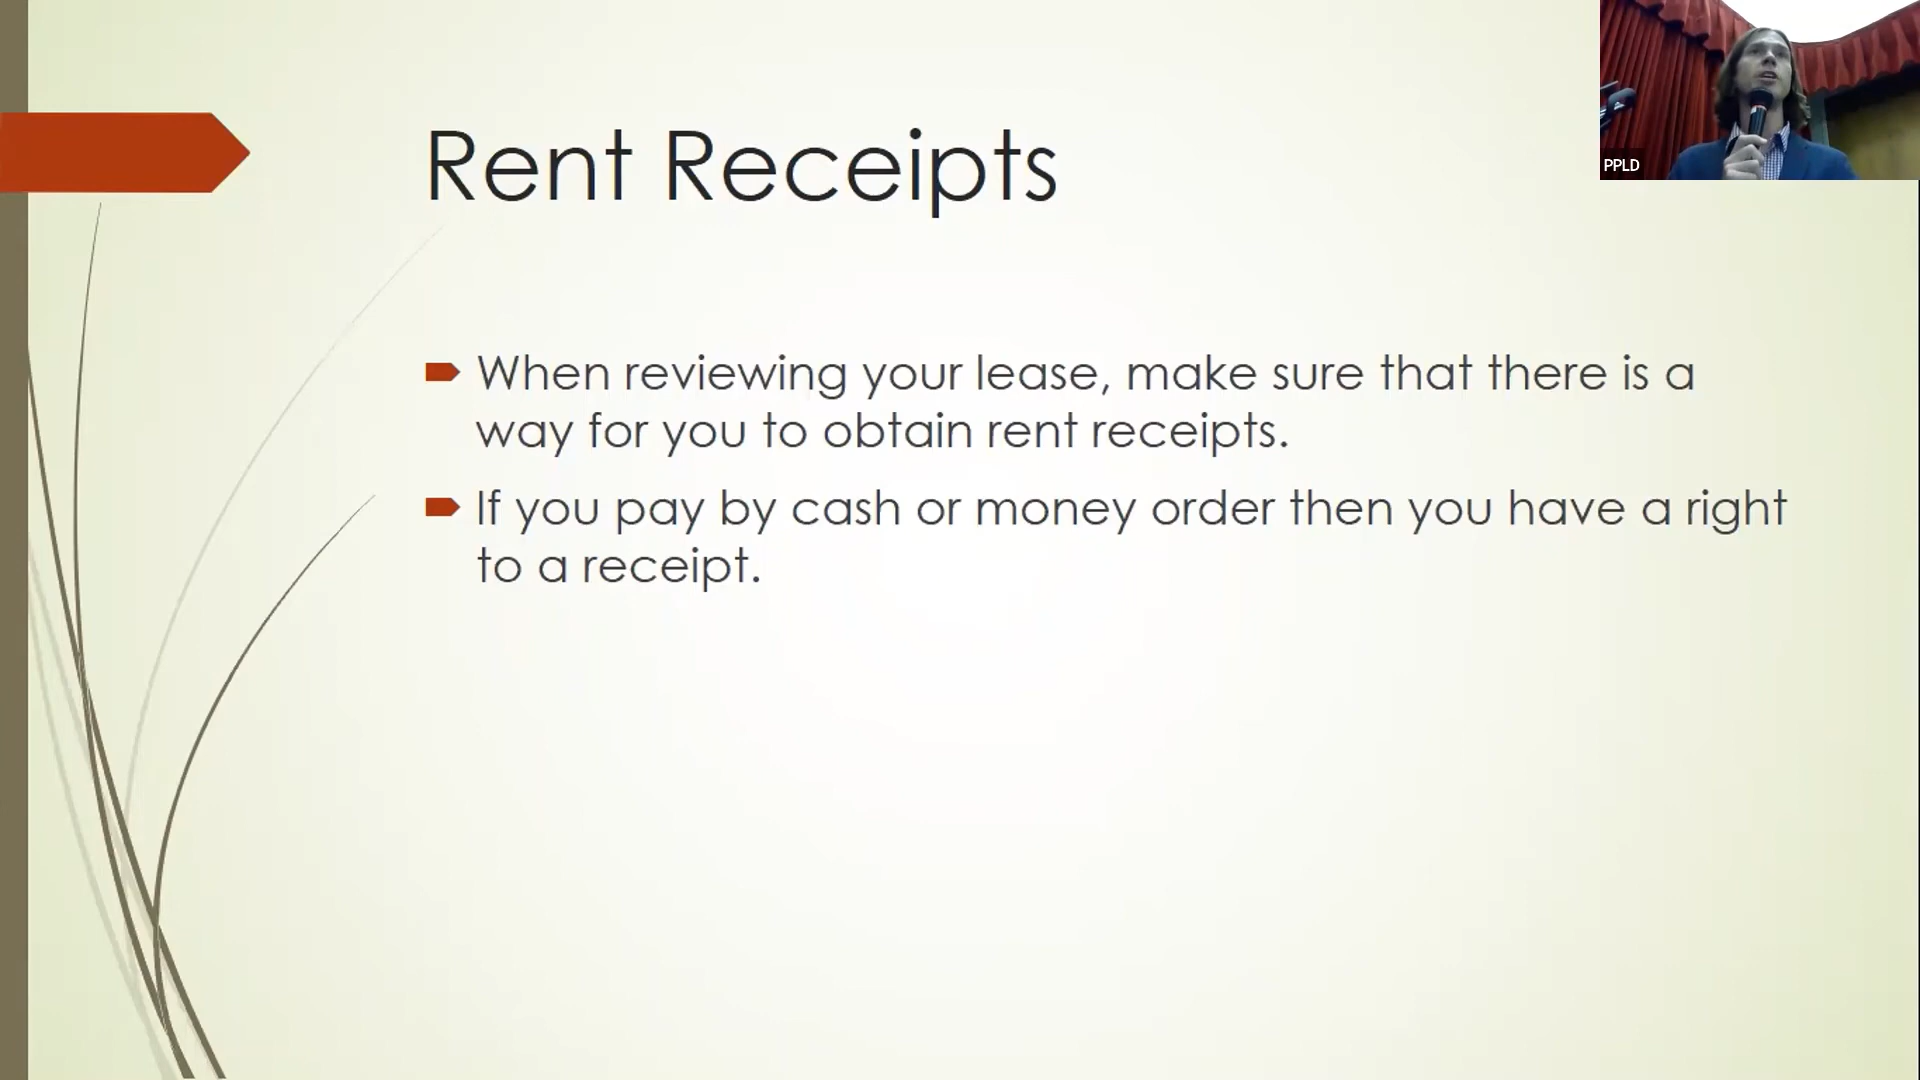 Rent Receipts
PPLD
When reviewing your lease, make sure that there is a
way for you to obtain rent receipts.
If you pay by cash or money order then you have a right
to a receipt.